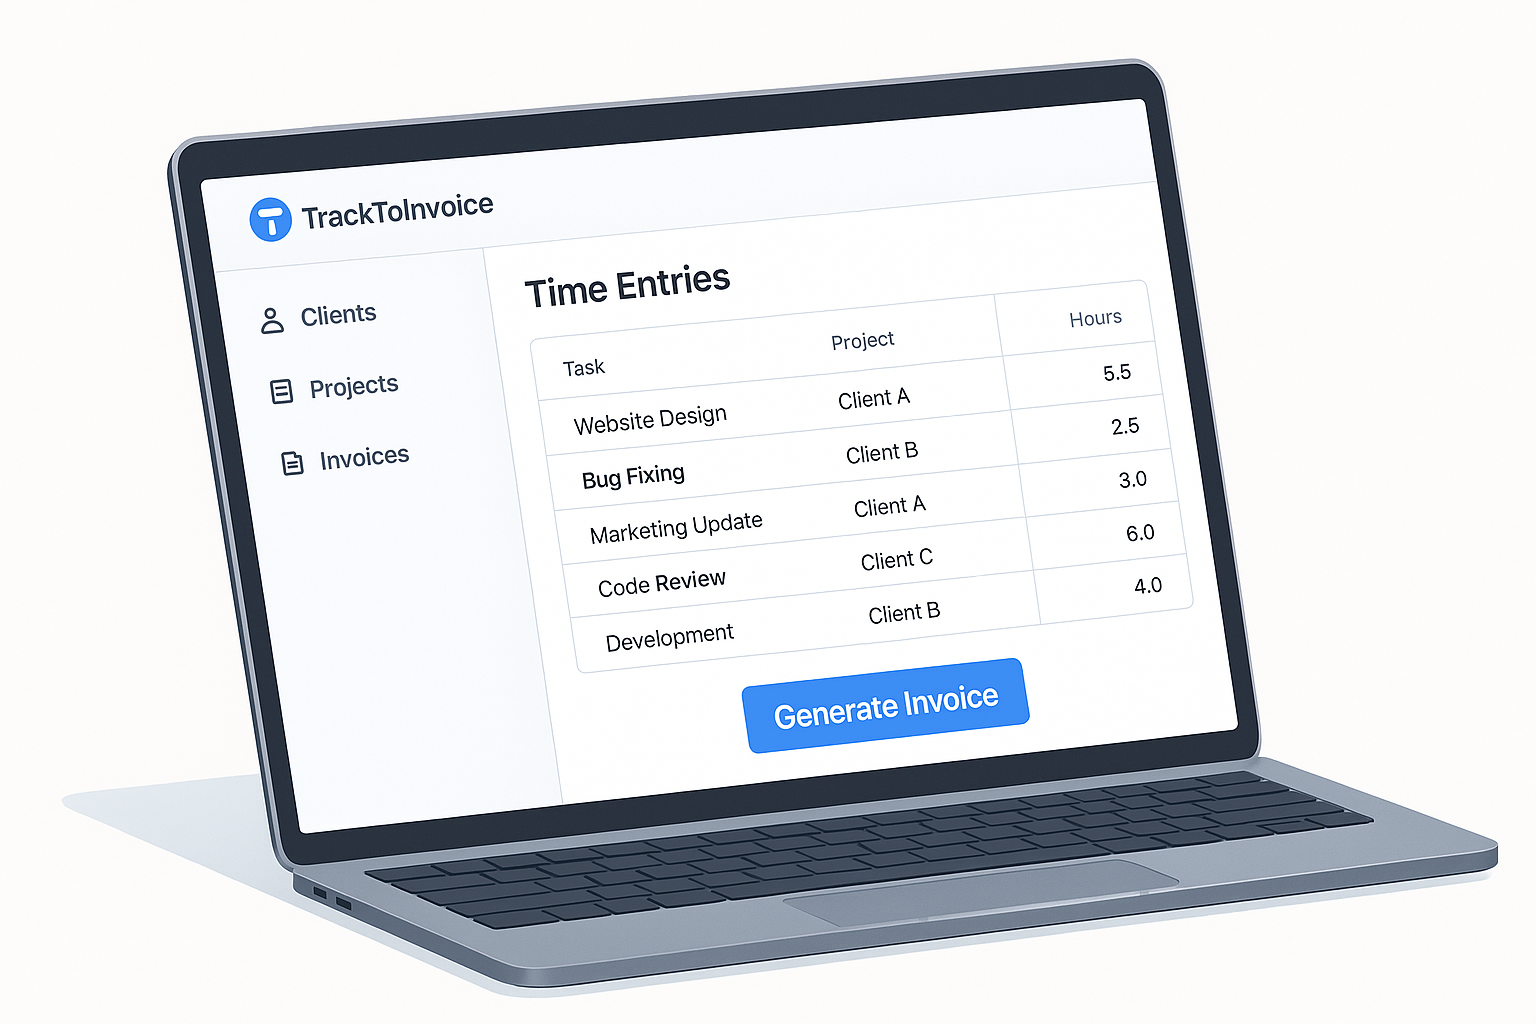 TrackToInvoice
Clients
Projects
Invoices
Time Entries
Task Project Hours
Website Design Client A 5.5
Bug Fixing Client B 2.5
Marketing Update Client A 3.0
Code Review Client C 6.0
Development Client B 4.0
Generate Invoice